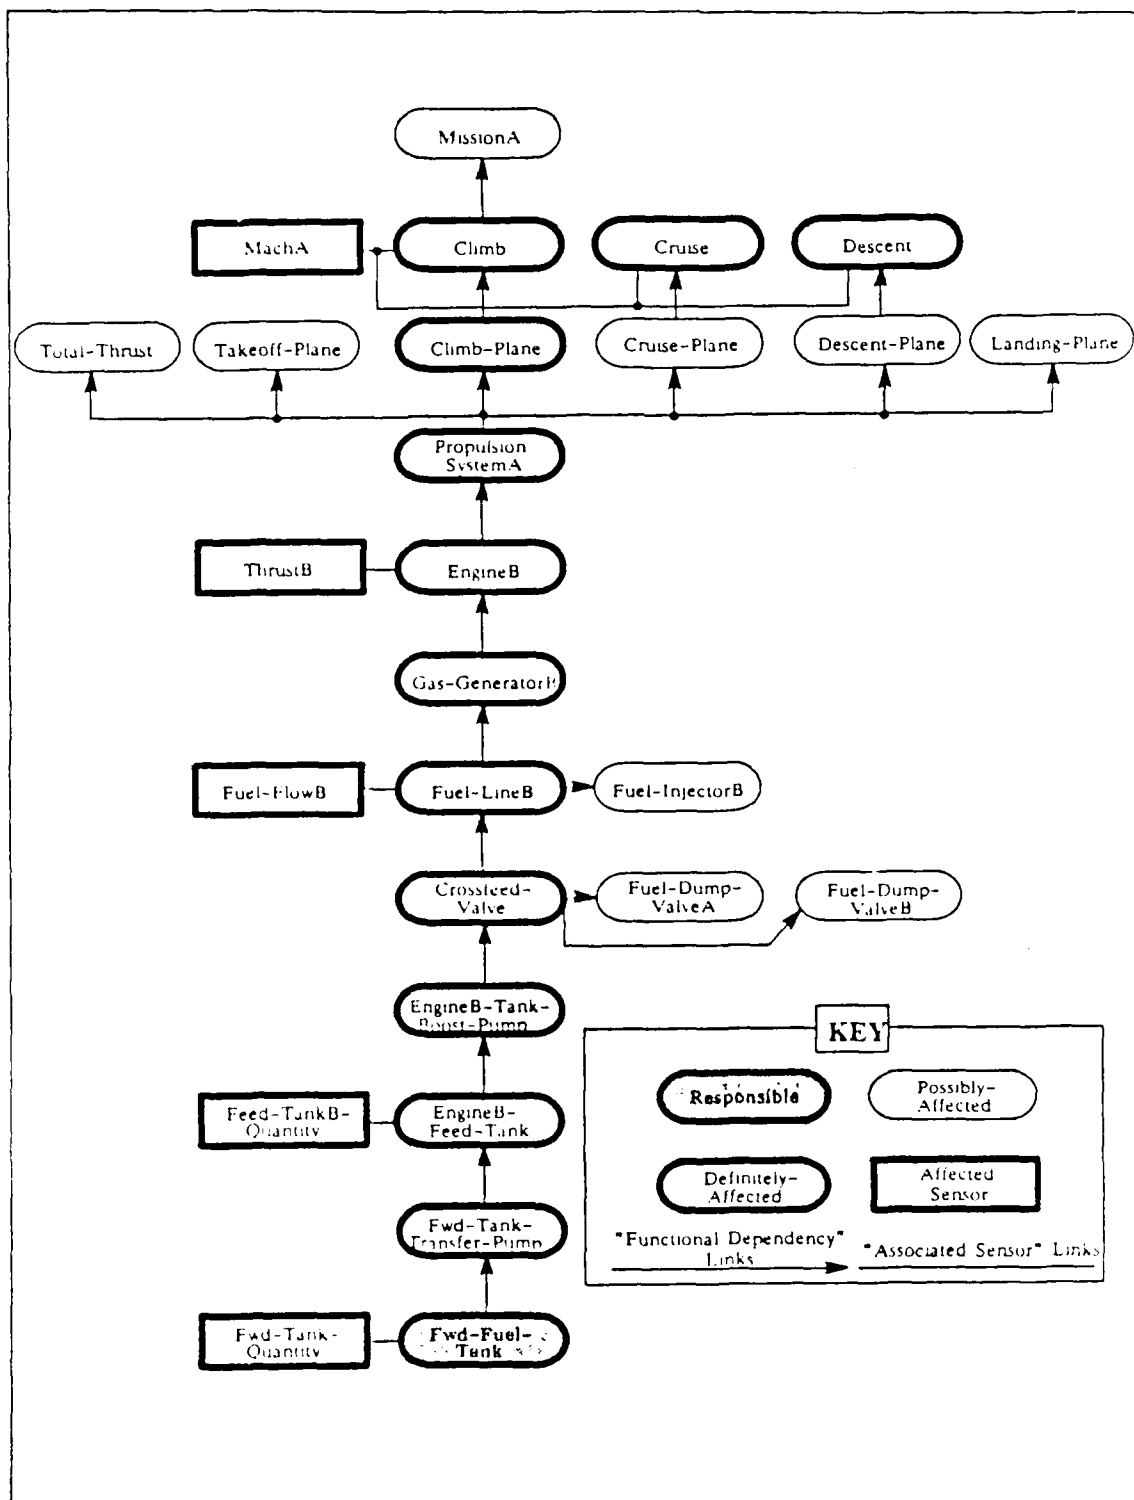 MissionA
MachA
Climb
Cruise
Descent
Total-Thrust
Takeoff-Plane
Climb-Plane
Cruise-Plane
Descent-Plane
Landing-Plane
Propulsion
SystemA
ThrustB
EngineB
Gas-GeneratorB
Fuel-FlowB
Fuel-LineB
Fuel-InjectorB
Crossfeed-
Valve
Fuel-Dump-
ValveA
Fuel-Dump-
ValveB
EngineB-Tank-
Boost-Pump
Feed-TankB-
Quantity
EngineB-
Feed-Tank
Fwd-Tank-
Transfer-Pump
Fwd-Tank-
Quantity
Fwd-Fuel-
Tank
KEY
Responsible
Possibly-
Affected
Definitely-
Affected
Affected
Sensor
"Functional Dependency"
Links
"Associated Sensor" Links